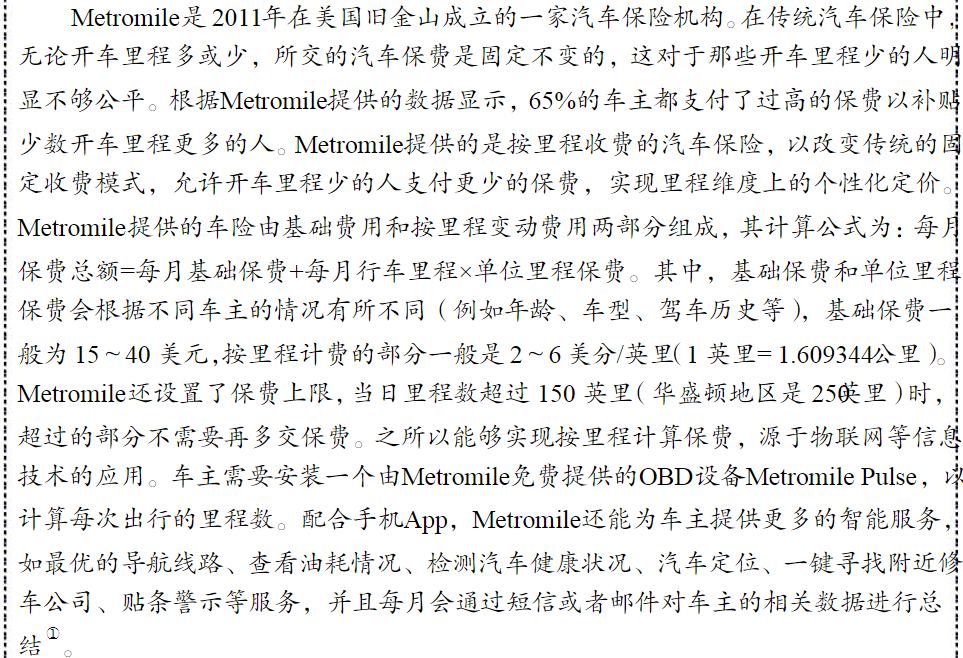 Metromile是 2011年在美国旧金山成立的一家汽车保险机构。在传统汽车保险中，
无论开车里程多或少，所交的汽车保费是固定不变的，这对于那些开车里程少的人明
显不够公平。根据Metromile提供的数据显示，65%的车主都支付了过高的保费以补贴
少数开车里程更多的人。Metromile提供的是按里程收费的汽车保险，以改变传统的固
定收费模式，允许开车里程少的人支付更少的保费，实现里程维度上的个性化定价。
Metromile提供的车险由基础费用和按里程变动费用两部分组成，其计算公式为：每月
保费总额=每月基础保费+每月行车里程×单位里程保费。其中，基础保费和单位里程
保费会根据不同车主的情况有所不同（例如年龄、车型、驾车历史等），基础保费一
般为 15～40 美元,按里程计费的部分一般是 2～6 美分/英里(1 英里= 1.609344公里)。
Metromile还设置了保费上限，当日里程数超过 150 英里(华盛顿地区是 250英里)时，
超过的部分不需要再多交保费。之所以能够实现按里程计算保费，源于物联网等信息
技术的应用。车主需要安装一个由Metromile免费提供的OBD设备Metromile Pulse，以
计算每次出行的里程数。配合手机App，Metromile还能为车主提供更多的智能服务，
如最优的导航线路、查看油耗情况、检测汽车健康状况、汽车定位、一键寻找附近修
车公司、贴条警示等服务，并且每月会通过短信或者邮件对车主的相关数据进行总
结①。